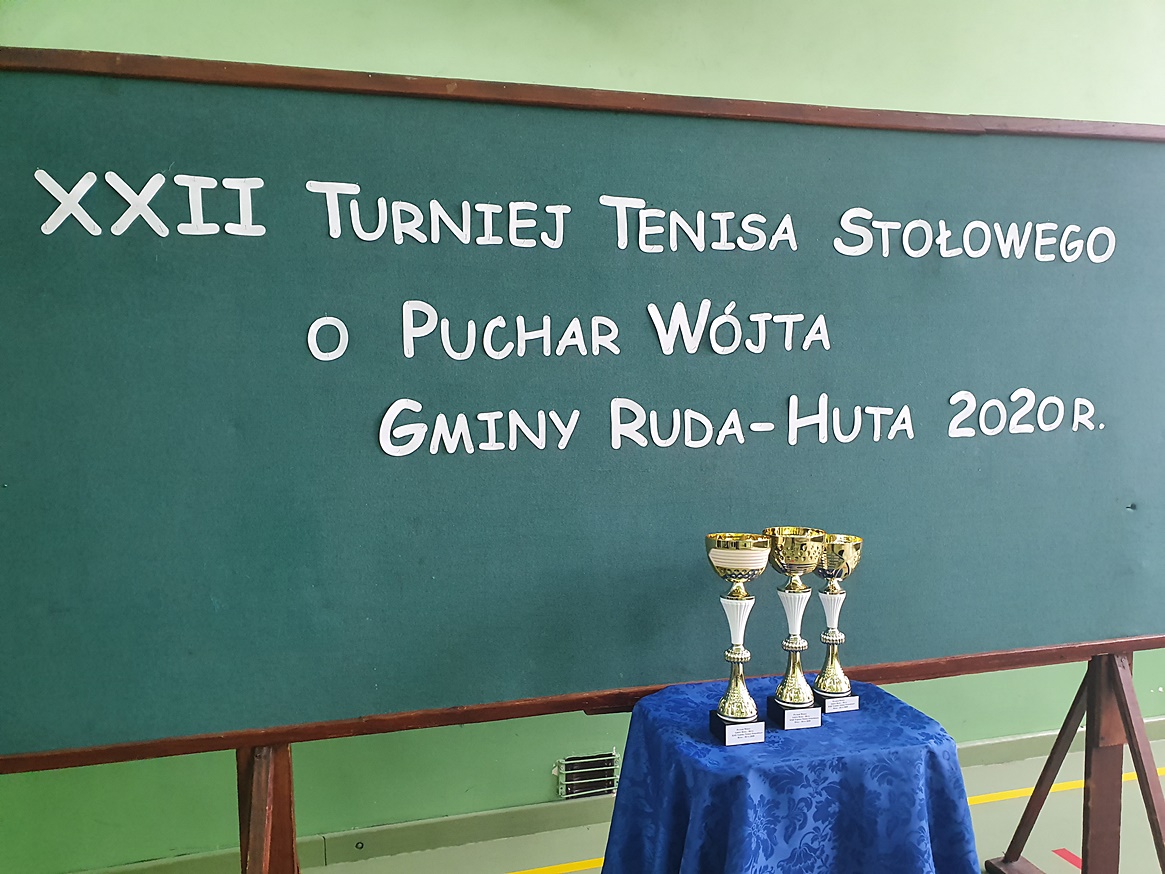 XXII TURNIEJ TENISA STOŁOWEGO
O PUCHAR WÓJTA
GMINY RUDA-HUTA 2020 R.